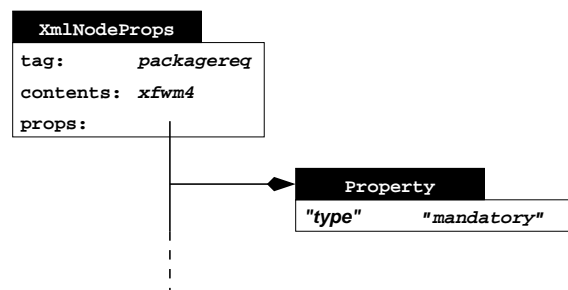 XmlNodeProps
tag: packagereq
contents: xfwm4
props:
Property
"type" "mandatory"